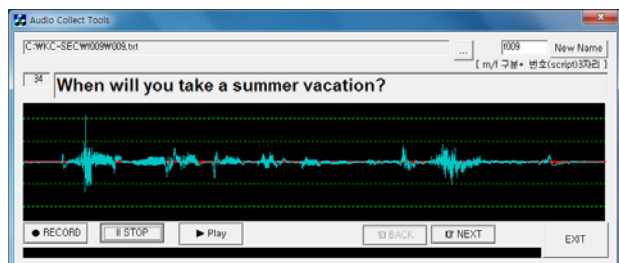 Audio Collect Tools
C:₩KC-SEC₩f009₩009.txt ... f009 New Name
[ m/f 구분+ 번호(script)3자리 ]
34 When will you take a summer vacation?
● RECORD II STOP ▶ Play BACK NEXT EXIT